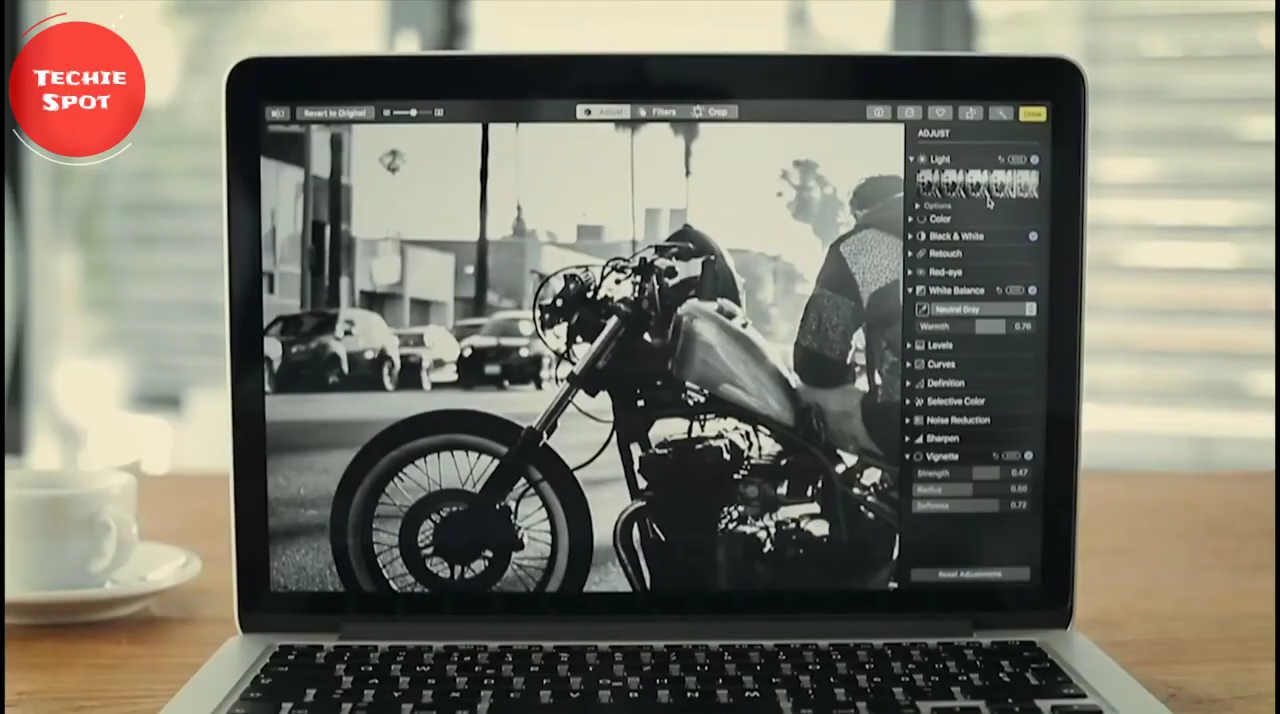 TECHIE
SPOT
Revert to Original
Adjust
Filters
Crop
Done
ADJUST
Light
Options
Color
Black & White
Retouch
Red-eye
White Balance
Neutral Gray
Warmth 0.76
Levels
Curves
Definition
Selective Color
Noise Reduction
Sharpen
Vignette
Strength 0.47
Radius 0.50
Softness 0.72
Reset Adjustments